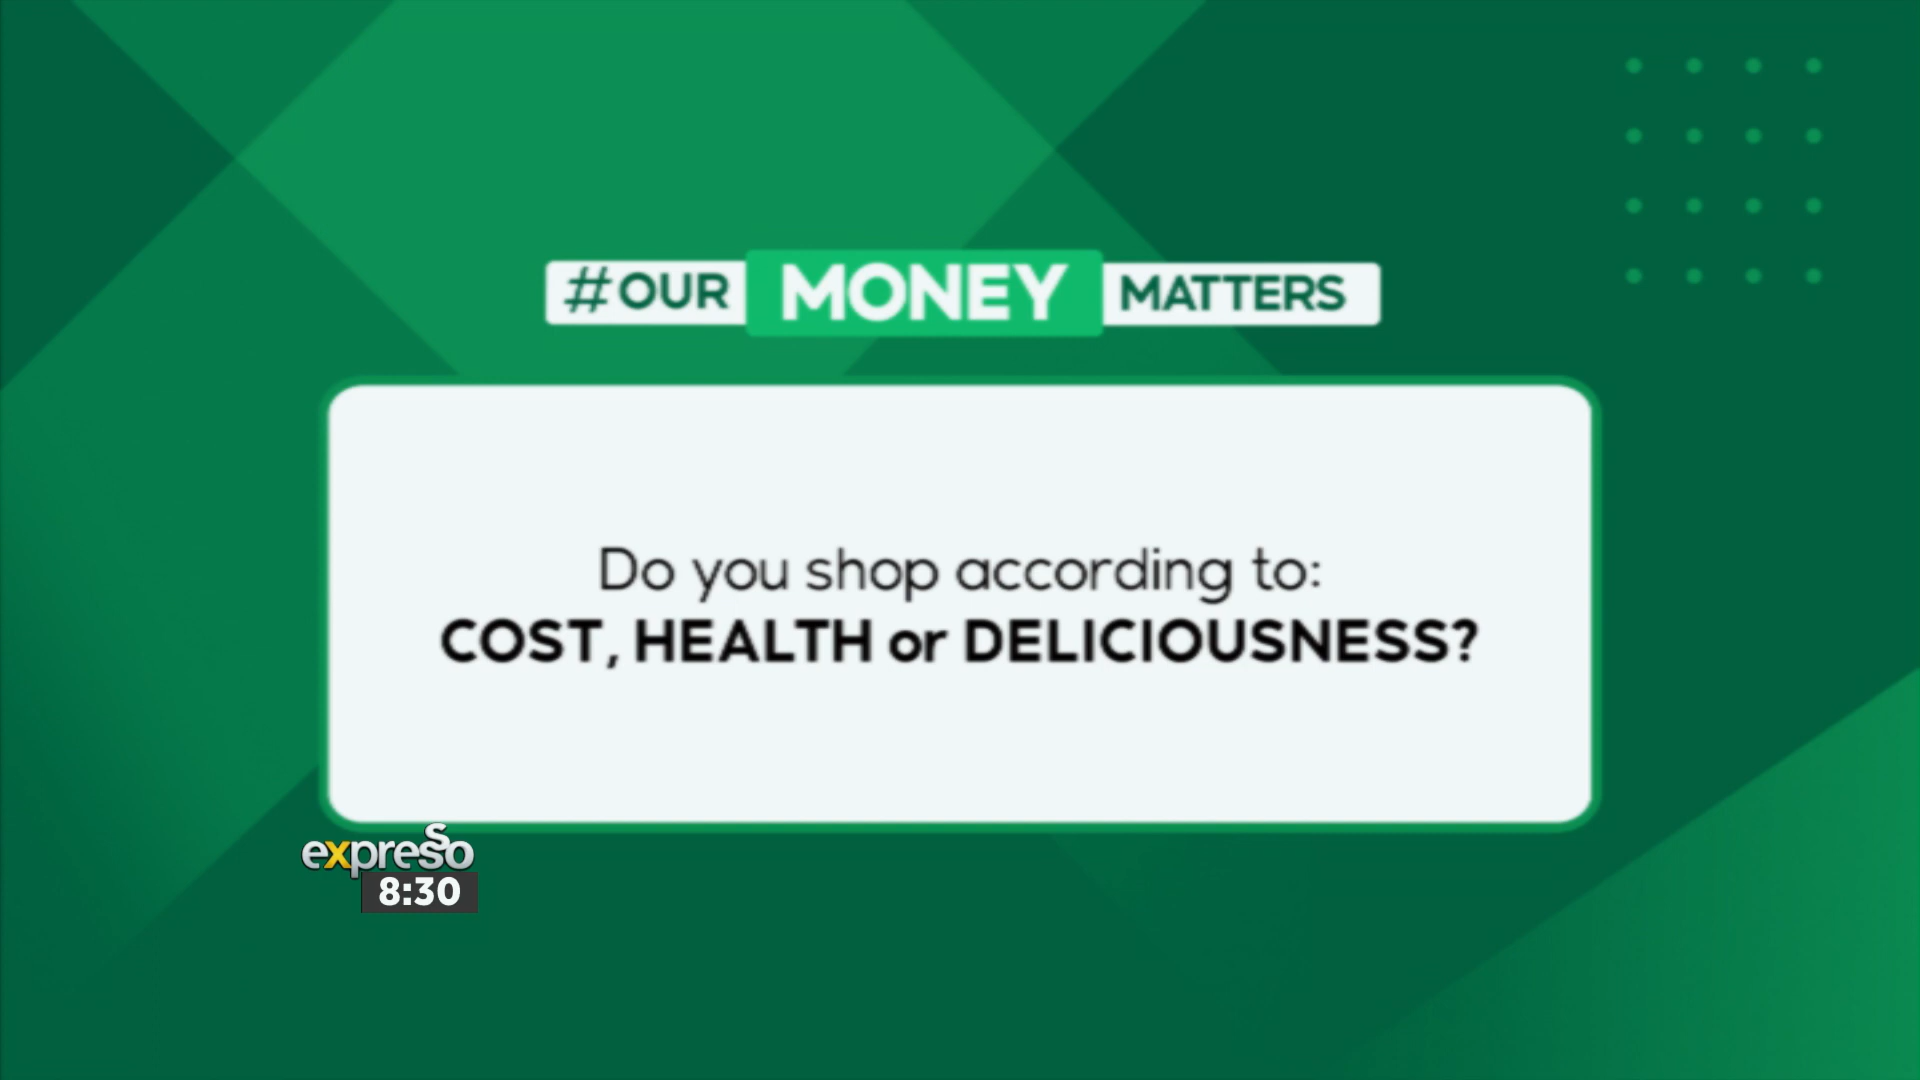 #OUR MONEY MATTERS
Do you shop according to:
COST, HEALTH or DELICIOUSNESS?
expresso
8:30